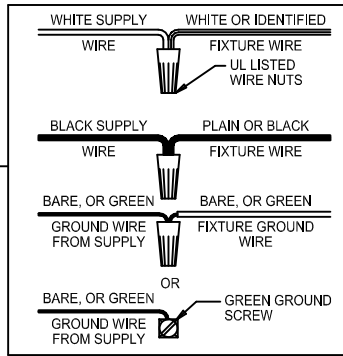 WHITE SUPPLY WHITE OR IDENTIFIED
WIRE FIXTURE WIRE
UL LISTED
WIRE NUTS
BLACK SUPPLY PLAIN OR BLACK
WIRE FIXTURE WIRE
BARE, OR GREEN BARE, OR GREEN
GROUND WIRE FIXTURE GROUND
FROM SUPPLY WIRE
OR
BARE, OR GREEN GREEN GROUND
SCREW
GROUND WIRE
FROM SUPPLY